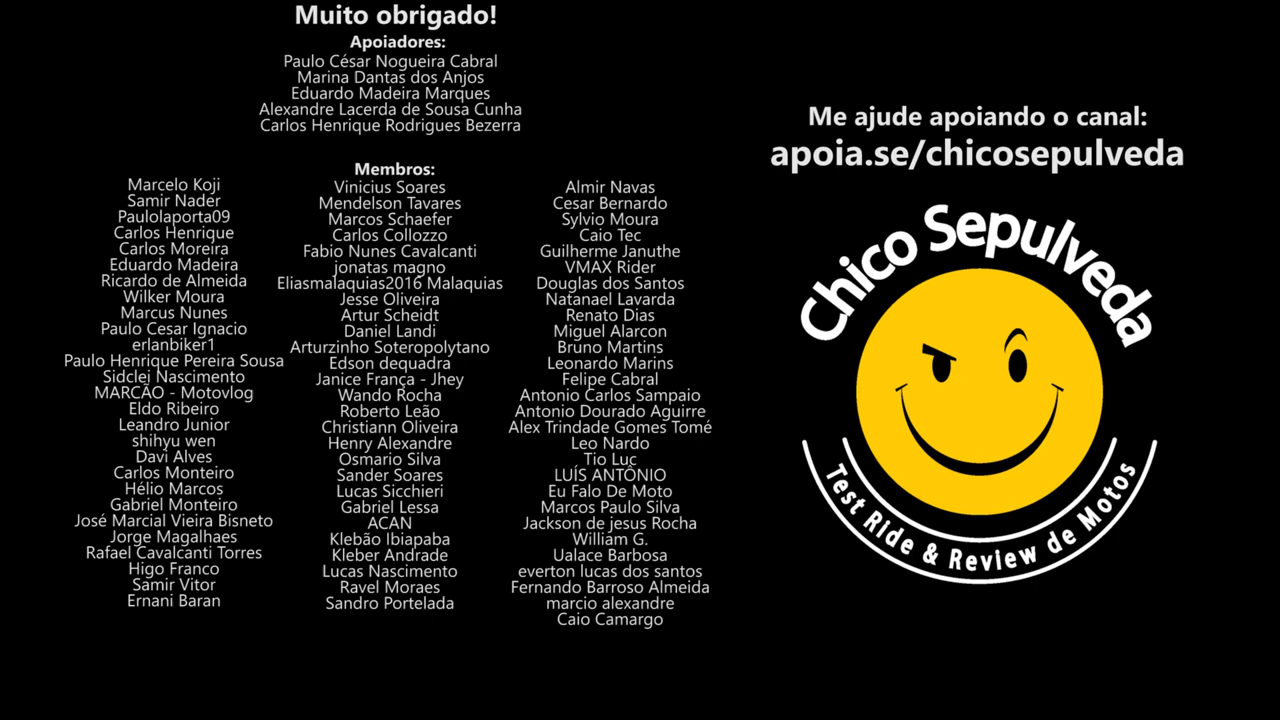 Muito obrigado!
Apoiadores:
Paulo César Nogueira Cabral
Marina Dantas dos Anjos
Eduardo Madeira Marques
Alexandre Lacerda de Sousa Cunha
Carlos Henrique Rodrigues Bezerra
Membros:
Marcelo Koji
Samir Nader
Paulolaporta09
Carlos Henrique
Carlos Moreira
Eduardo Madeira
Ricardo de Almeida
Wilker Moura
Marcus Nunes
Paulo Cesar Ignacio
erlanbiker1
Paulo Henrique Pereira Sousa
Sidclei Nascimento
MARCÃO - Motovlog
Eldo Ribeiro
Leandro Junior
shihyu wen
Davi Alves
Carlos Monteiro
Hélio Marcos
Gabriel Monteiro
José Marcial Vieira Bisneto
Jorge Magalhaes
Rafael Cavalcanti Torres
Higo Franco
Samir Vitor
Ernani Baran
Vinicius Soares
Mendelson Tavares
Marcos Schaefer
Carlos Collozzo
Fabio Nunes Cavalcanti
jonatas magno
Eliasmalaquias2016 Malaquias
Jesse Oliveira
Artur Scheidt
Daniel Landi
Arturzinho Soteropolytano
Edson dequadra
Janice França - Jhey
Wando Rocha
Roberto Leão
Christiann Oliveira
Henry Alexandre
Osmario Silva
Sander Soares
Lucas Sicchieri
Gabriel Lessa
ACAN
Klebão Ibiapaba
Kleber Andrade
Lucas Nascimento
Ravel Moraes
Sandro Portelada
Almir Navas
Cesar Bernardo
Sylvio Moura
Caio Tec
Guilherme Januthe
VMAX Rider
Douglas dos Santos
Natanael Lavarda
Renato Dias
Miguel Alarcon
Bruno Martins
Leonardo Marins
Felipe Cabral
Antonio Carlos Sampaio
Antonio Dourado Aguirre
Alex Trindade Gomes Tomé
Leo Nardo
Tio Luc
LUÍS ANTÔNIO
Eu Falo De Moto
Marcos Paulo Silva
Jackson de jesus Rocha
William G.
Ualace Barbosa
everton lucas dos santos
Fernando Barroso Almeida
marcio alexandre
Caio Camargo
Me ajude apoiando o canal:
apoia.se/chicosepulveda
Chico Sepulveda
Test Ride & Review de Motos